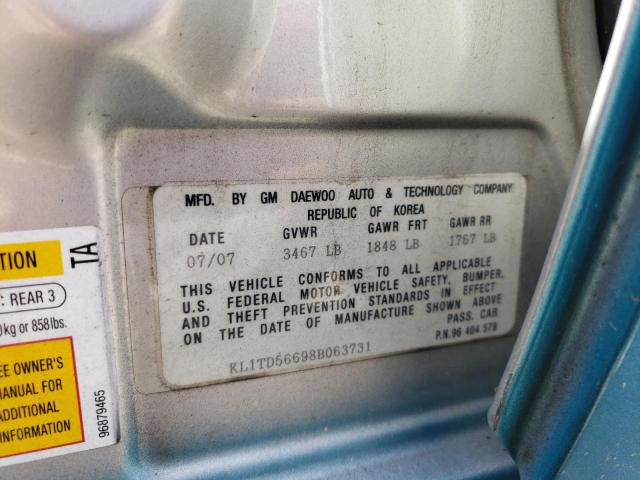 MFD. BY GM DAEWOO AUTO & TECHNOLOGY COMPANY
REPUBLIC OF KOREA
DATE GVWR GAWR FRT GAWR RR
07/07 3467 LB 1848 LB 1767 LB
THIS VEHICLE CONFORMS TO ALL APPLICABLE
U.S. FEDERAL MOTOR VEHICLE SAFETY, BUMPER,
AND THEFT PREVENTION STANDARDS IN EFFECT
ON THE DATE OF MANUFACTURE SHOWN ABOVE
PASS. CAR
P.N. 96 404 578
KL1TD56698B063731
TA
TION
: REAR 3
kg or 858 lbs.
EE OWNER'S
MANUAL FOR
ADDITIONAL
INFORMATION
96879465